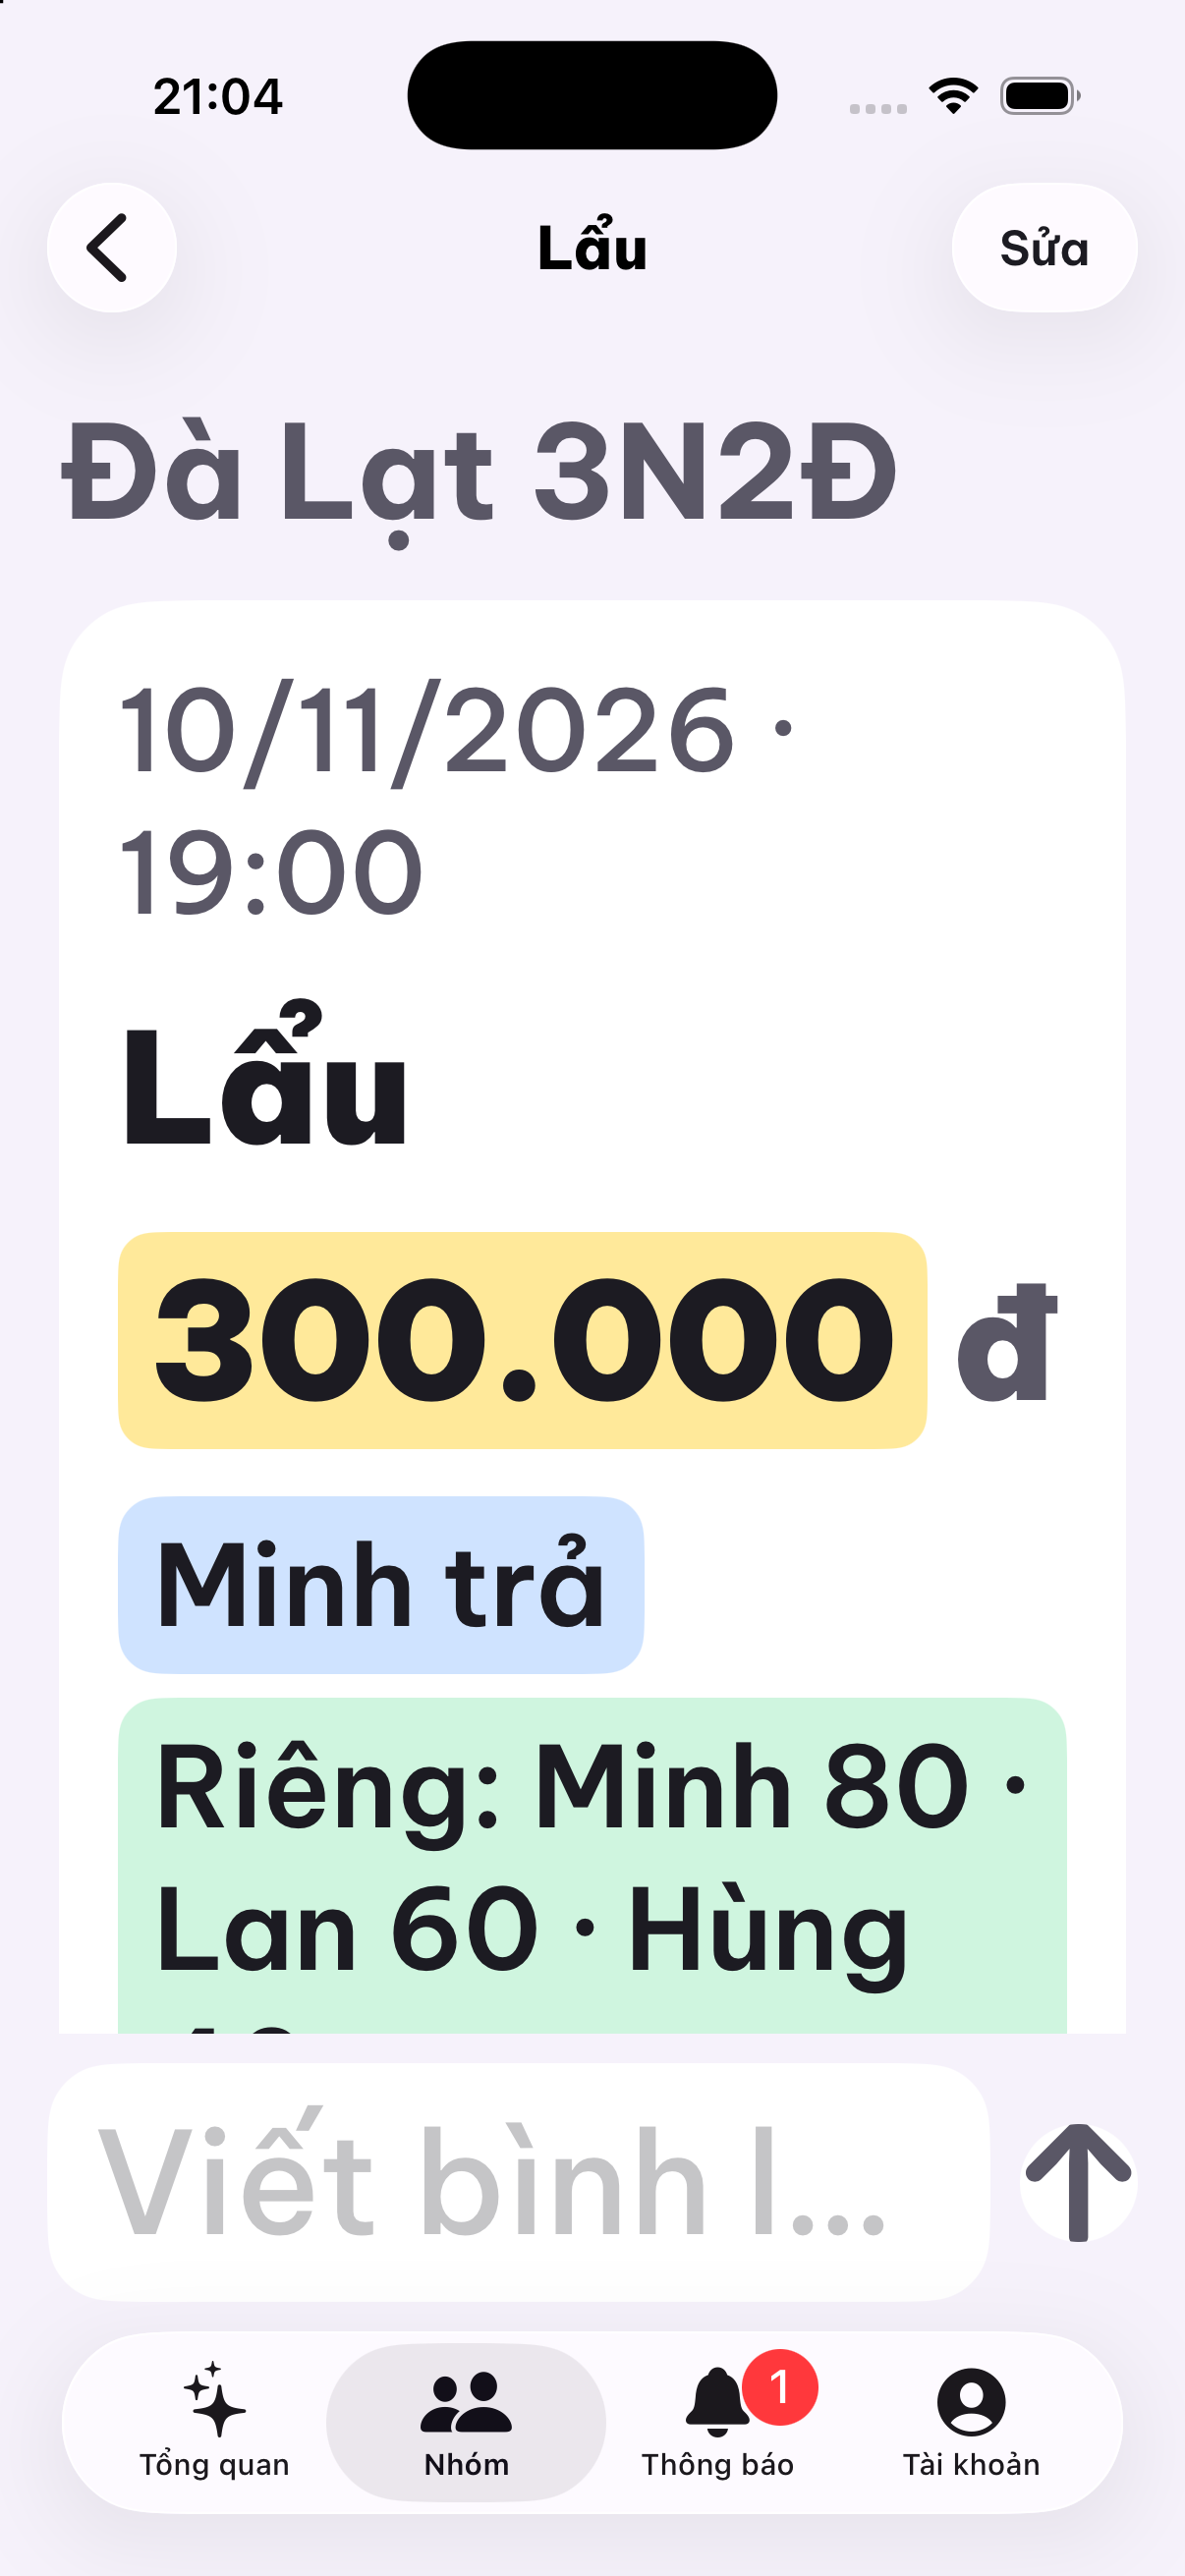 21:04
Lẩu
Sửa
Đà Lạt 3N2Đ
10/11/2026 ·
19:00
Lẩu
300.000 đ
Minh trả
Riêng: Minh 80 ·
Lan 60 · Hùng
Viết bình l...
1
Tổng quan
Nhóm
Thông báo
Tài khoản